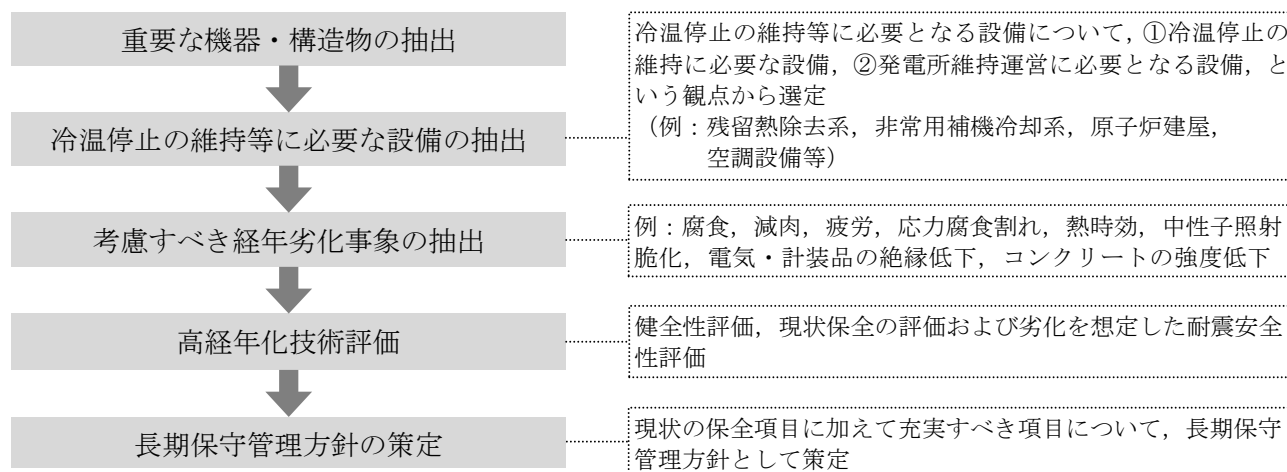 重要な機器・構造物の抽出
冷温停止の維持等に必要となる設備について，①冷温停止の
維持に必要な設備，②発電所維持運営に必要となる設備，と
いう観点から選定
（例：残留熱除去系，非常用補機冷却系，原子炉建屋，
空調設備等）
冷温停止の維持等に必要な設備の抽出
考慮すべき経年劣化事象の抽出
例：腐食，減肉，疲労，応力腐食割れ，熱時効，中性子照射
脆化，電気・計装品の絶縁低下，コンクリートの強度低下
高経年化技術評価
健全性評価，現状保全の評価および劣化を想定した耐震安全
性評価
長期保守管理方針の策定
現状の保全項目に加えて充実すべき項目について，長期保守
管理方針として策定